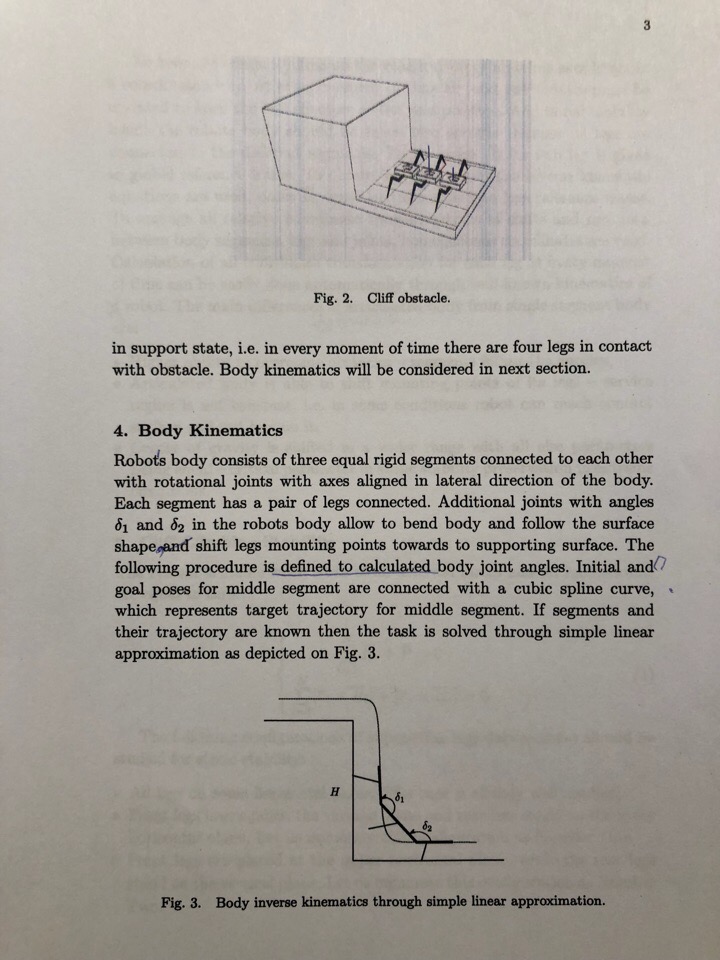 3
Fig. 2. Cliff obstacle.
in support state, i.e. in every moment of time there are four legs in contact
with obstacle. Body kinematics will be considered in next section.
4. Body Kinematics
Robot's body consists of three equal rigid segments connected to each other
with rotational joints with axes aligned in lateral direction of the body.
Each segment has a pair of legs connected. Additional joints with angles
δ1 and δ2 in the robots body allow to bend body and follow the surface
shape and shift legs mounting points towards to supporting surface. The
following procedure is defined to calculated body joint angles. Initial and
goal poses for middle segment are connected with a cubic spline curve,
which represents target trajectory for middle segment. If segments and
their trajectory are known then the task is solved through simple linear
approximation as depicted on Fig. 3.
H
δ1
δ2
Fig. 3. Body inverse kinematics through simple linear approximation.